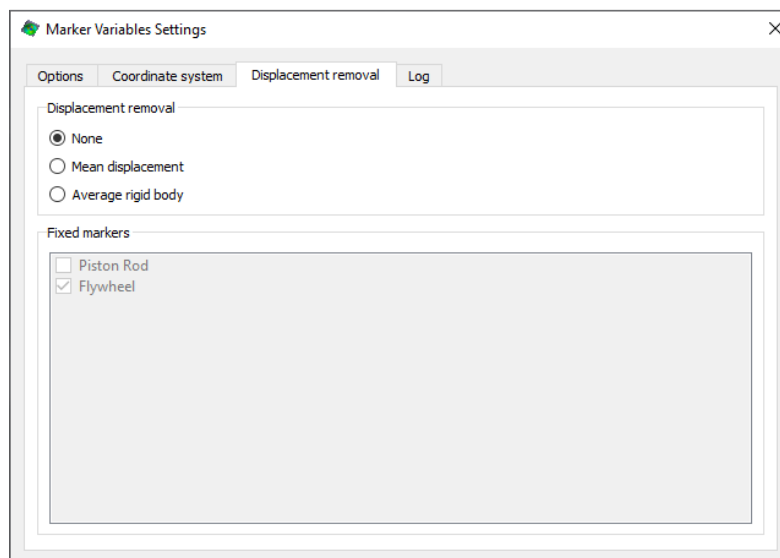 Marker Variables Settings
Options Coordinate system Displacement removal Log
Displacement removal
None
Mean displacement
Average rigid body
Fixed markers
Piston Rod
Flywheel